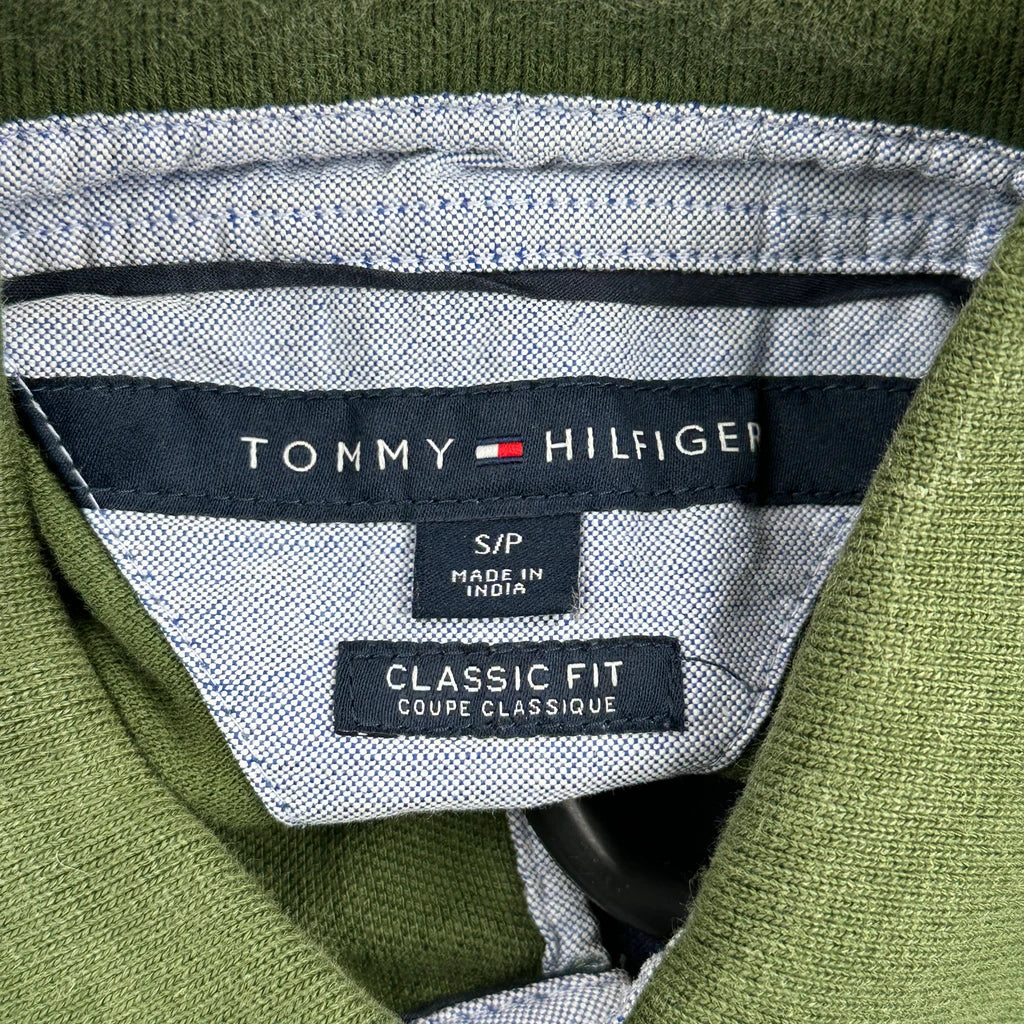 TOMMY HILFIGER
S/P
MADE IN
INDIA
CLASSIC FIT
COUPE CLASSIQUE